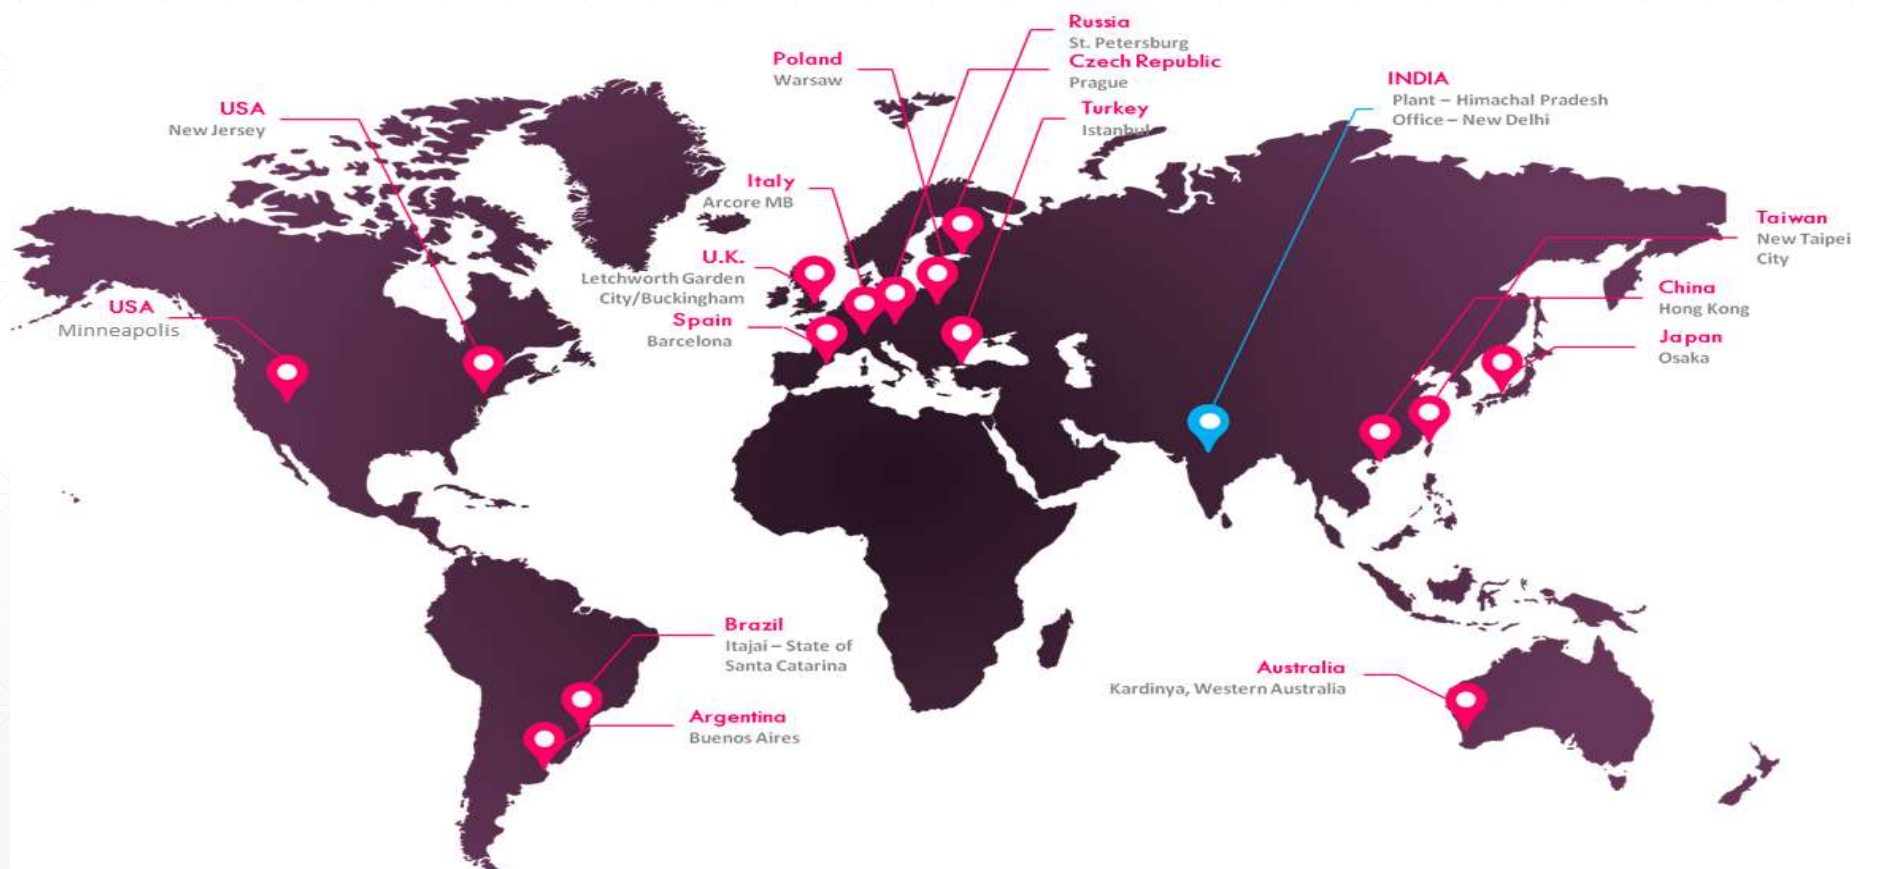 Russia
St. Petersburg
Czech Republic
Prague
Poland
Warsaw
Turkey
Istanbul
INDIA
Plant – Himachal Pradesh
Office – New Delhi
USA
New Jersey
Italy
Arcore MB
U.K.
Letchworth Garden
City/Buckingham
Spain
Barcelona
USA
Minneapolis
Taiwan
New Taipei
City
China
Hong Kong
Japan
Osaka
Brazil
Itajaí – State of
Santa Catarina
Argentina
Buenos Aires
Australia
Kardinya, Western Australia